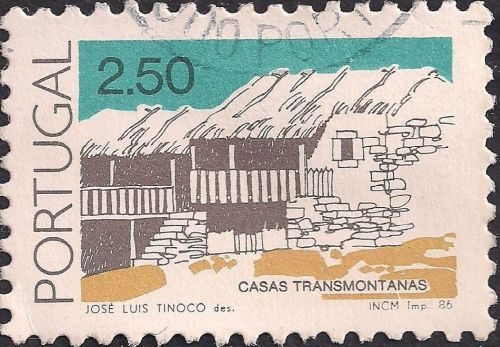 PORTUGAL
2.50
CASAS TRANSMONTANAS
JOSÉ LUIS TINOCO des.
INCM Imp. 86